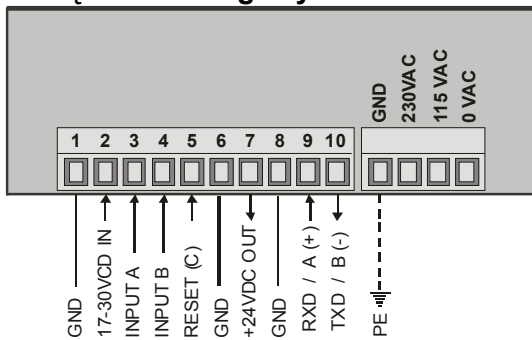 GND
230VAC
115 VAC
0 VAC
1 2 3 4 5 6 7 8 9 10
GND
17-30VCD IN
INPUT A
INPUT B
RESET (C)
GND
+24VDC OUT
GND
RXD / A (+)
TXD / B (-)
PE